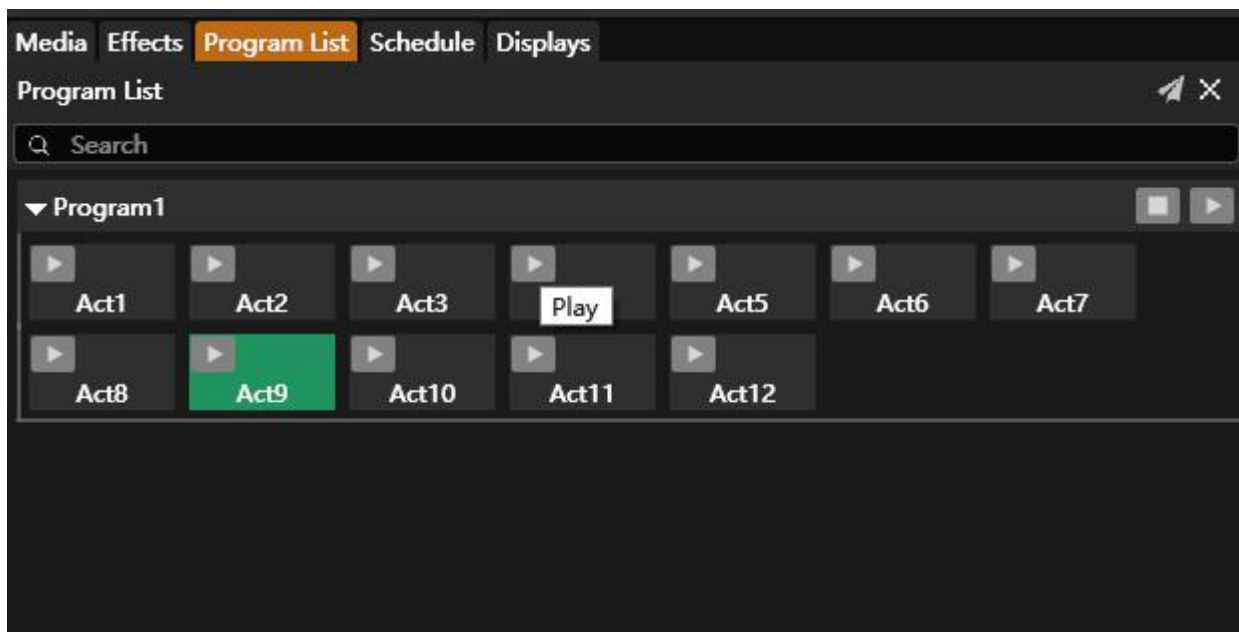 Media Effects Program List Schedule Displays
Program List
Search
Program1
Act1 Act2 Act3 Play Act5 Act6 Act7
Act8 Act9 Act10 Act11 Act12